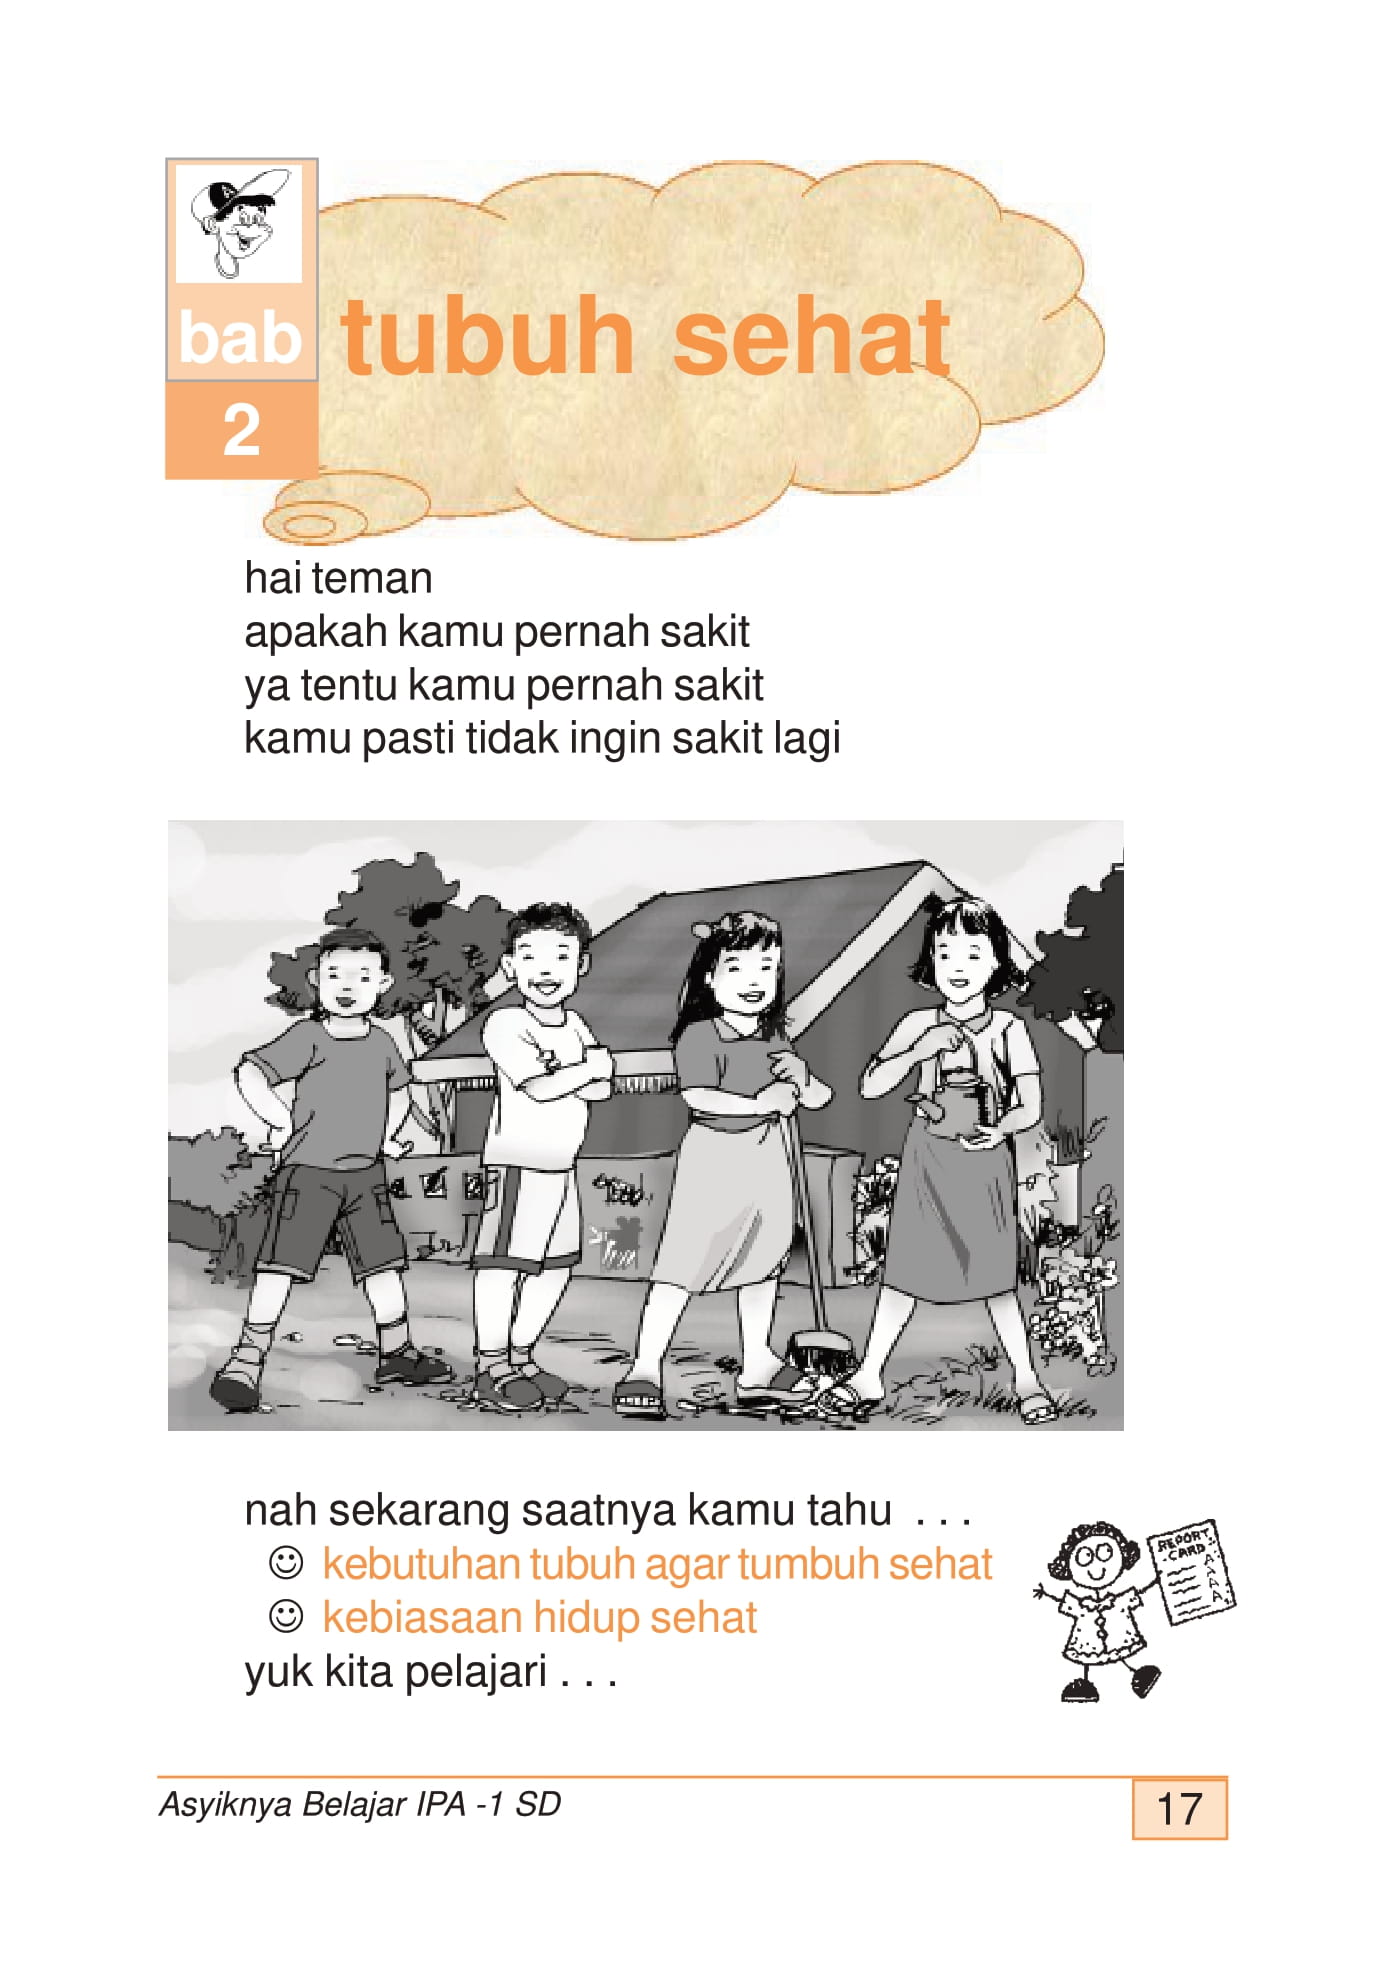 bab
2
tubuh sehat
hai teman
apakah kamu pernah sakit
ya tentu kamu pernah sakit
kamu pasti tidak ingin sakit lagi
nah sekarang saatnya kamu tahu . . .
☺ kebutuhan tubuh agar tumbuh sehat
☺ kebiasaan hidup sehat
yuk kita pelajari . . .
REPORT
CARD
A
A
A
A
Asyiknya Belajar IPA -1 SD
17